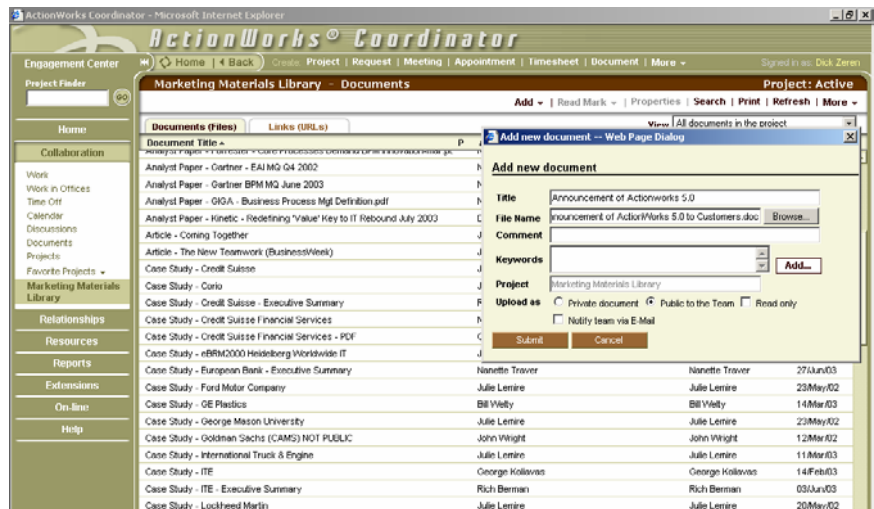 ActionWorks Coordinator - Microsoft Internet Explorer
ActionWorks® Coordinator
Engagement Center
Home | Back Create: Project | Request | Meeting | Appointment | Timesheet | Document | More
Signed in as: Dick Zeren
Project Finder
GO
Marketing Materials Library - Documents
Project: Active
Add | Read Mark | Properties | Search | Print | Refresh | More
Home
Collaboration
Work
Work in Offices
Time Off
Calendar
Discussions
Documents
Projects
Favorite Projects
Marketing Materials
Library
Relationships
Resources
Reports
Extensions
On-line
Help
Documents (Files)
Links (URLs)
View All documents in the project
Document Title
P
Analyst Paper - Gartner - EAI MQ Q4 2002
Analyst Paper - Gartner BPM MQ June 2003
Analyst Paper - GIGA - Business Process Mgt Definition.pdf
Analyst Paper - Kinetic - Redefining 'Value' Key to IT Rebound July 2003
Article - Coming Together
Article - The New Teamwork (BusinessWeek)
Case Study - Credit Suisse
Case Study - Corio
Case Study - Credit Suisse - Executive Summary
Case Study - Credit Suisse Financial Services
Case Study - Credit Suisse Financial Services - PDF
Case Study - eBRM2000 Heidelberg Worldwide IT
Case Study - European Bank - Executive Summary Nanette Traver Nanette Traver 27/Jun/03
Case Study - Ford Motor Company Julie Lemire Julie Lemire 23/May/02
Case Study - GE Plastics Bill Welty Bill Welty 14/Mar/03
Case Study - George Mason University Julie Lemire Julie Lemire 23/May/02
Case Study - Goldman Sachs (CAMS) NOT PUBLIC John Wright John Wright 12/Mar/02
Case Study - International Truck & Engine Julie Lemire Julie Lemire 11/Mar/03
Case Study - ITE George Koliavas George Koliavas 14/Feb/03
Case Study - ITE - Executive Summary Rich Berman Rich Berman 03/Jun/03
Case Study - Lockheed Martin Julie Lemire Julie Lemire 20/May/02
Add new document -- Web Page Dialog
Add new document
Title Announcement of Actionworks 5.0
File Name nouncement of ActionWorks 5.0 to Customers.doc Browse...
Comment
Keywords
Add...
Project Marketing Materials Library
Upload as Private document Public to the Team Read only
Notify team via E-Mail
Submit Cancel